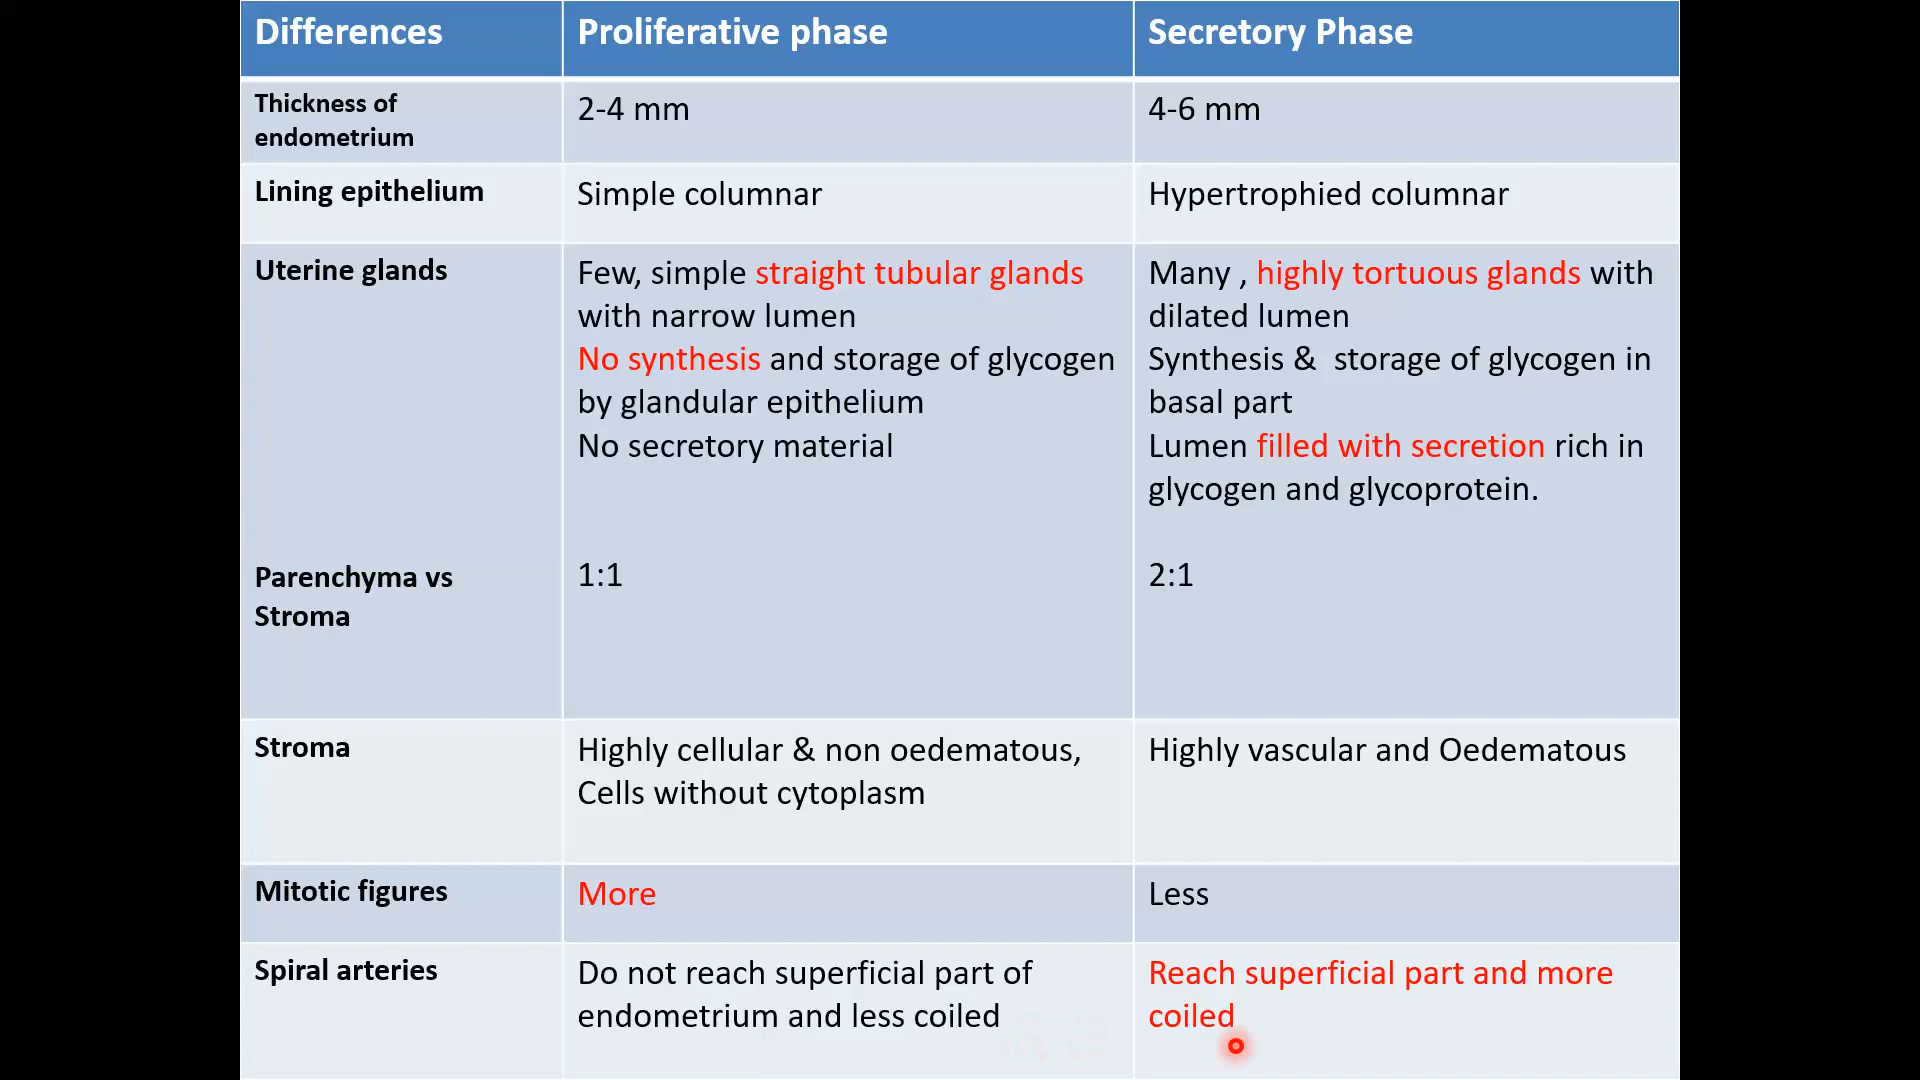 Differences
Proliferative phase
Secretory Phase
Thickness of
endometrium
2-4 mm
4-6 mm
Lining epithelium
Simple columnar
Hypertrophied columnar
Uterine glands
Few, simple straight tubular glands
with narrow lumen
No synthesis and storage of glycogen
by glandular epithelium
No secretory material
Many , highly tortuous glands with
dilated lumen
Synthesis &  storage of glycogen in
basal part
Lumen filled with secretion rich in
glycogen and glycoprotein.
Parenchyma vs
Stroma
1:1
2:1
Stroma
Highly cellular & non oedematous,
Cells without cytoplasm
Highly vascular and Oedematous
Mitotic figures
More
Less
Spiral arteries
Do not reach superficial part of
endometrium and less coiled
Reach superficial part and more
coiled